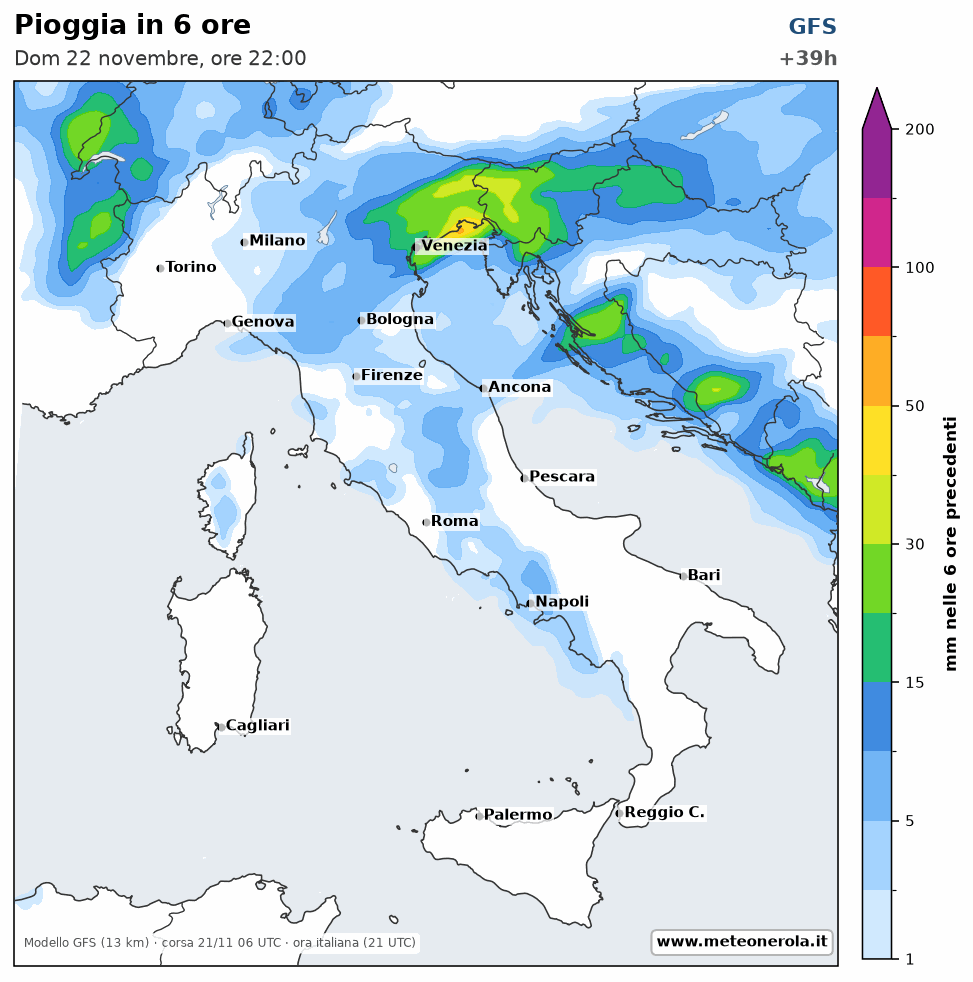 Pioggia in 6 ore
GFS
Dom 22 novembre, ore 22:00
+39h
200
100
50
30
15
5
1
mm nelle 6 ore precedenti
Milano
Venezia
Torino
Genova
Bologna
Firenze
Ancona
Pescara
Roma
Bari
Napoli
Cagliari
Palermo
Reggio C.
Modello GFS (13 km) · corsa 21/11 06 UTC · ora italiana (21 UTC)
www.meteonerola.it